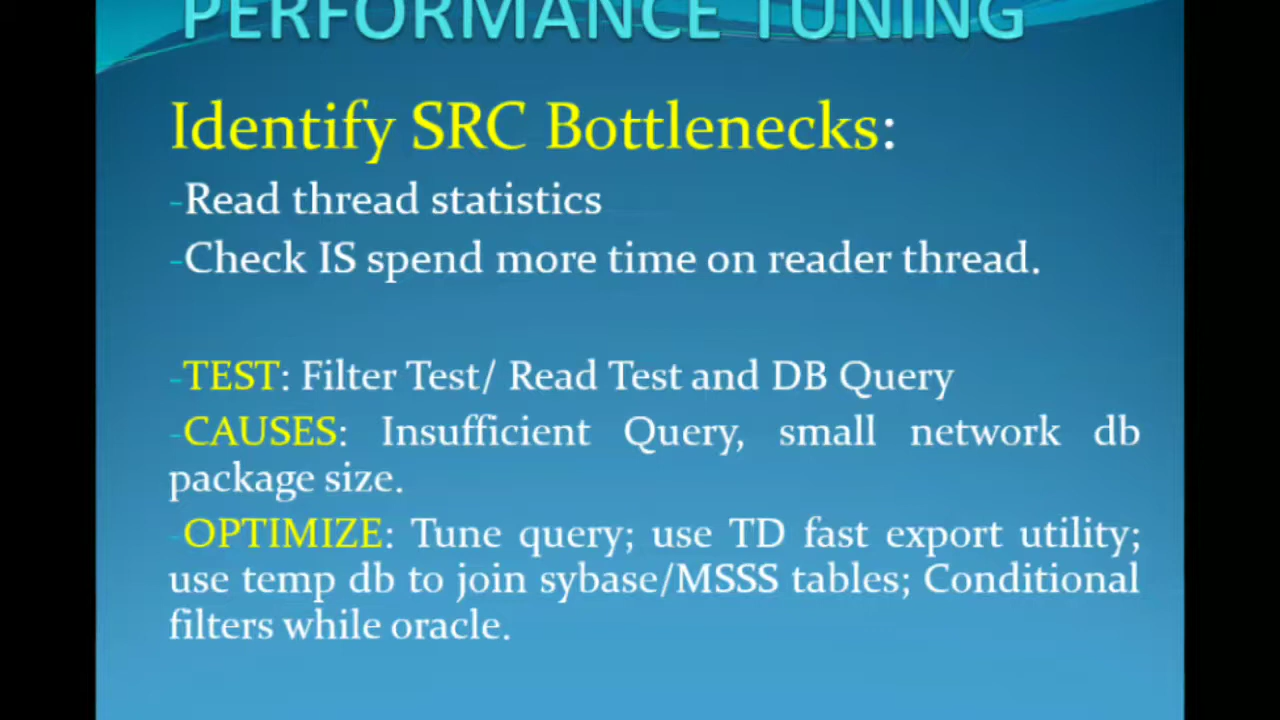 PERFORMANCE TUNING
Identify SRC Bottlenecks:
-Read thread statistics
-Check IS spend more time on reader thread.
-TEST: Filter Test/ Read Test and DB Query
-CAUSES: Insufficient Query, small network db
package size.
-OPTIMIZE: Tune query; use TD fast export utility;
use temp db to join sybase/MSSS tables; Conditional
filters while oracle.